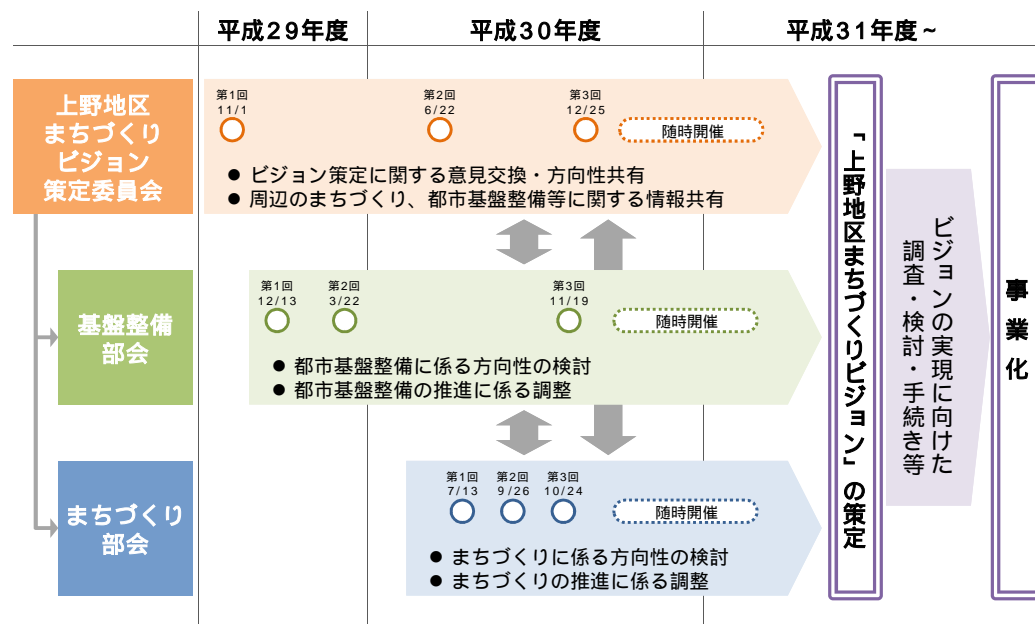 平成29年度
平成30年度
平成31年度~
上野地区
まちづくり
ビジョン
策定委員会
第1回
11/1
第2回
6/22
第3回
12/25
随時開催
● ビジョン策定に関する意見交換・方向性共有
● 周辺のまちづくり、都市基盤整備等に関する情報共有
基盤整備
部会
第1回
12/13
第2回
3/22
第3回
11/19
随時開催
● 都市基盤整備に係る方向性の検討
● 都市基盤整備の推進に係る調整
まちづくり
部会
第1回
7/13
第2回
9/26
第3回
10/24
随時開催
● まちづくりに係る方向性の検討
● まちづくりの推進に係る調整
「上野地区まちづくりビジョン」の策定
ビジョンの実現に向けた
調査・検討・手続き等
事業化